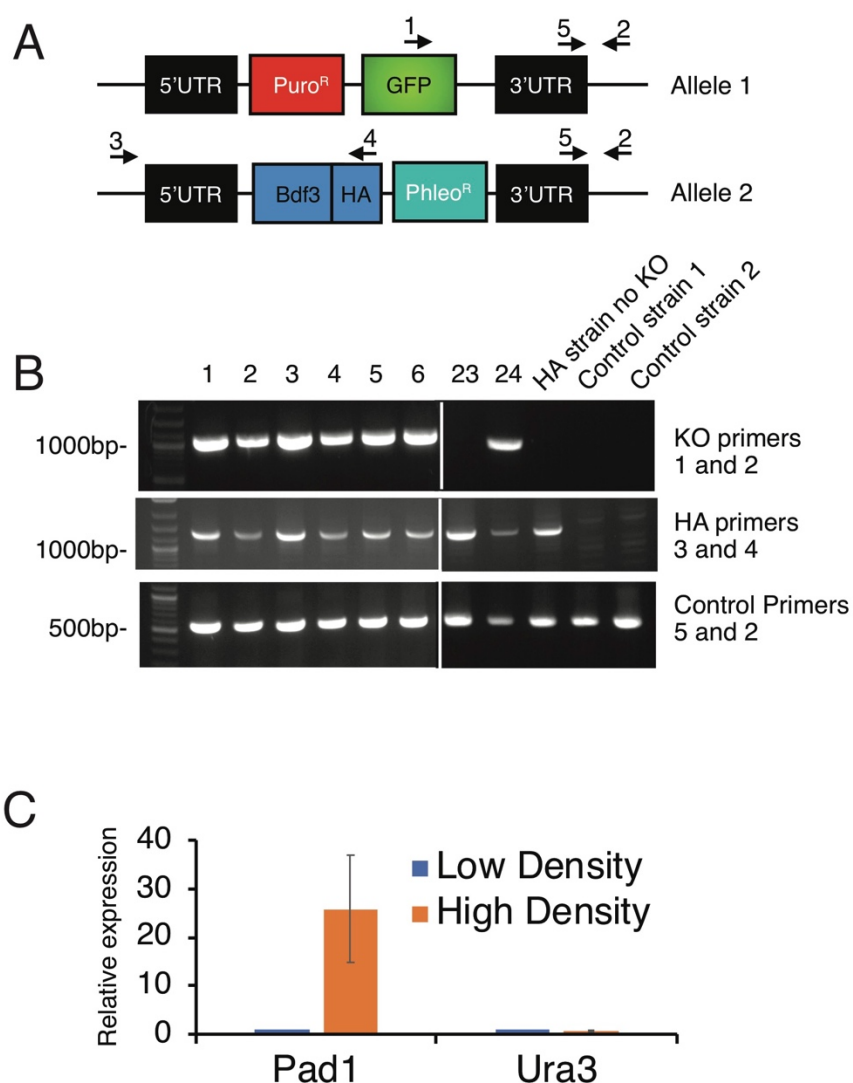 A
1
5
2
5'UTR
Puroᴿ
GFP
3'UTR
Allele 1
3
4
5
2
5'UTR
Bdf3
HA
Phleoᴿ
3'UTR
Allele 2
B
1 2 3 4 5 6 23 24 HA strain no KO Control strain 1 Control strain 2
1000bp-
KO primers
1 and 2
1000bp-
HA primers
3 and 4
500bp-
Control Primers
5 and 2
C
Relative expression
40
30
20
10
0
Low Density
High Density
Pad1
Ura3